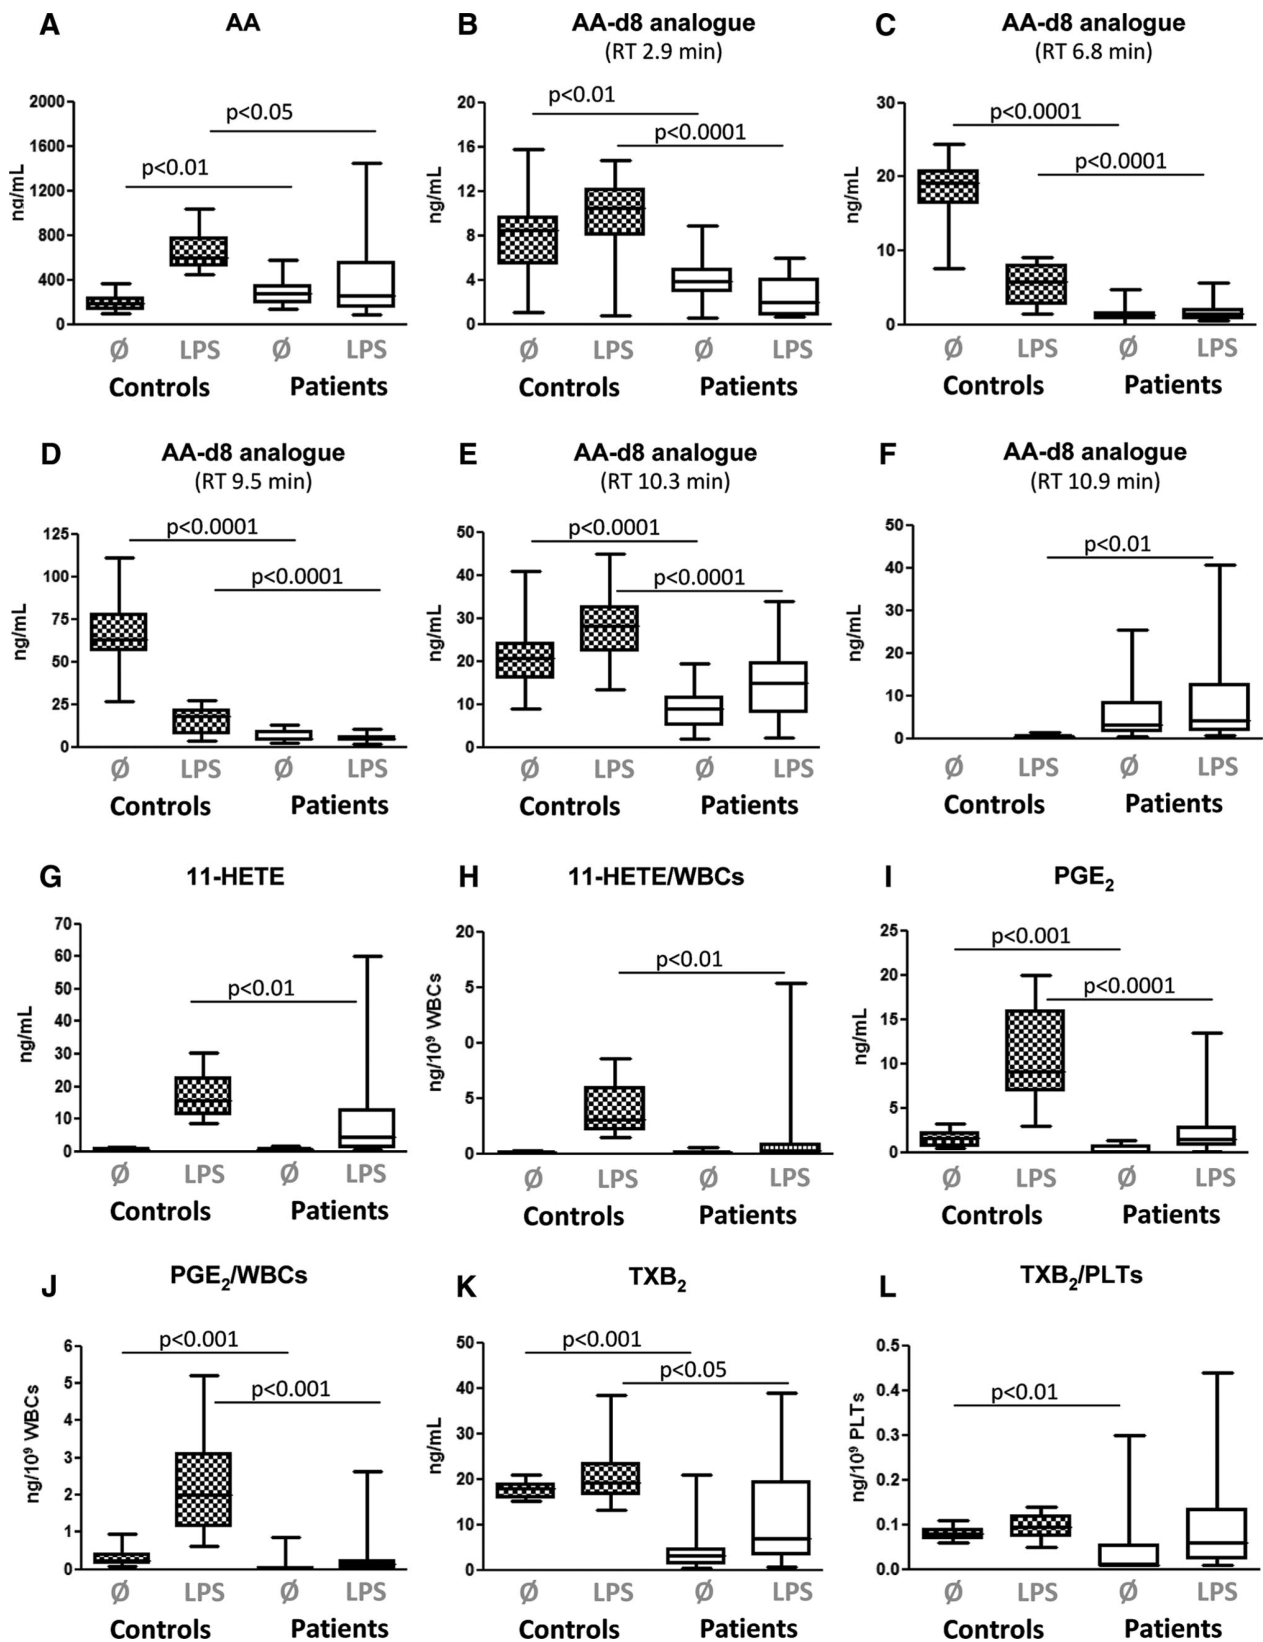 A AA
B AA-d8 analogue
(RT 2.9 min)
C AA-d8 analogue
(RT 6.8 min)
2000
1600
1200
800
400
0
na/mL
p<0.01
p<0.05
Ø LPS Ø LPS
Controls Patients
20
16
12
8
4
0
ng/mL
p<0.01
p<0.0001
Ø LPS Ø LPS
Controls Patients
30
20
10
0
ng/mL
p<0.0001
p<0.0001
Ø LPS Ø LPS
Controls Patients
D AA-d8 analogue
(RT 9.5 min)
E AA-d8 analogue
(RT 10.3 min)
F AA-d8 analogue
(RT 10.9 min)
125
100
75
50
25
0
ng/mL
p<0.0001
p<0.0001
Ø LPS Ø LPS
Controls Patients
50
40
30
20
10
0
ng/mL
p<0.0001
p<0.0001
Ø LPS Ø LPS
Controls Patients
50
40
30
20
10
0
ng/mL
p<0.01
Ø LPS Ø LPS
Controls Patients
G 11-HETE
H 11-HETE/WBCs
I PGE₂
70
60
50
40
30
20
10
0
ng/mL
p<0.01
Ø LPS Ø LPS
Controls Patients
20
5
0
5
0
ng/10⁹ WBCs
p<0.01
Ø LPS Ø LPS
Controls Patients
25
20
15
10
5
0
ng/mL
p<0.001
p<0.0001
Ø LPS Ø LPS
Controls Patients
J PGE₂/WBCs
K TXB₂
L TXB₂/PLTs
6
5
4
3
2
1
0
ng/10⁹ WBCs
p<0.001
p<0.001
Ø LPS Ø LPS
Controls Patients
50
40
30
20
10
0
ng/mL
p<0.001
p<0.05
Ø LPS Ø LPS
Controls Patients
0.5
0.4
0.3
0.2
0.1
0.0
ng/10⁹ PLTs
p<0.01
Ø LPS Ø LPS
Controls Patients